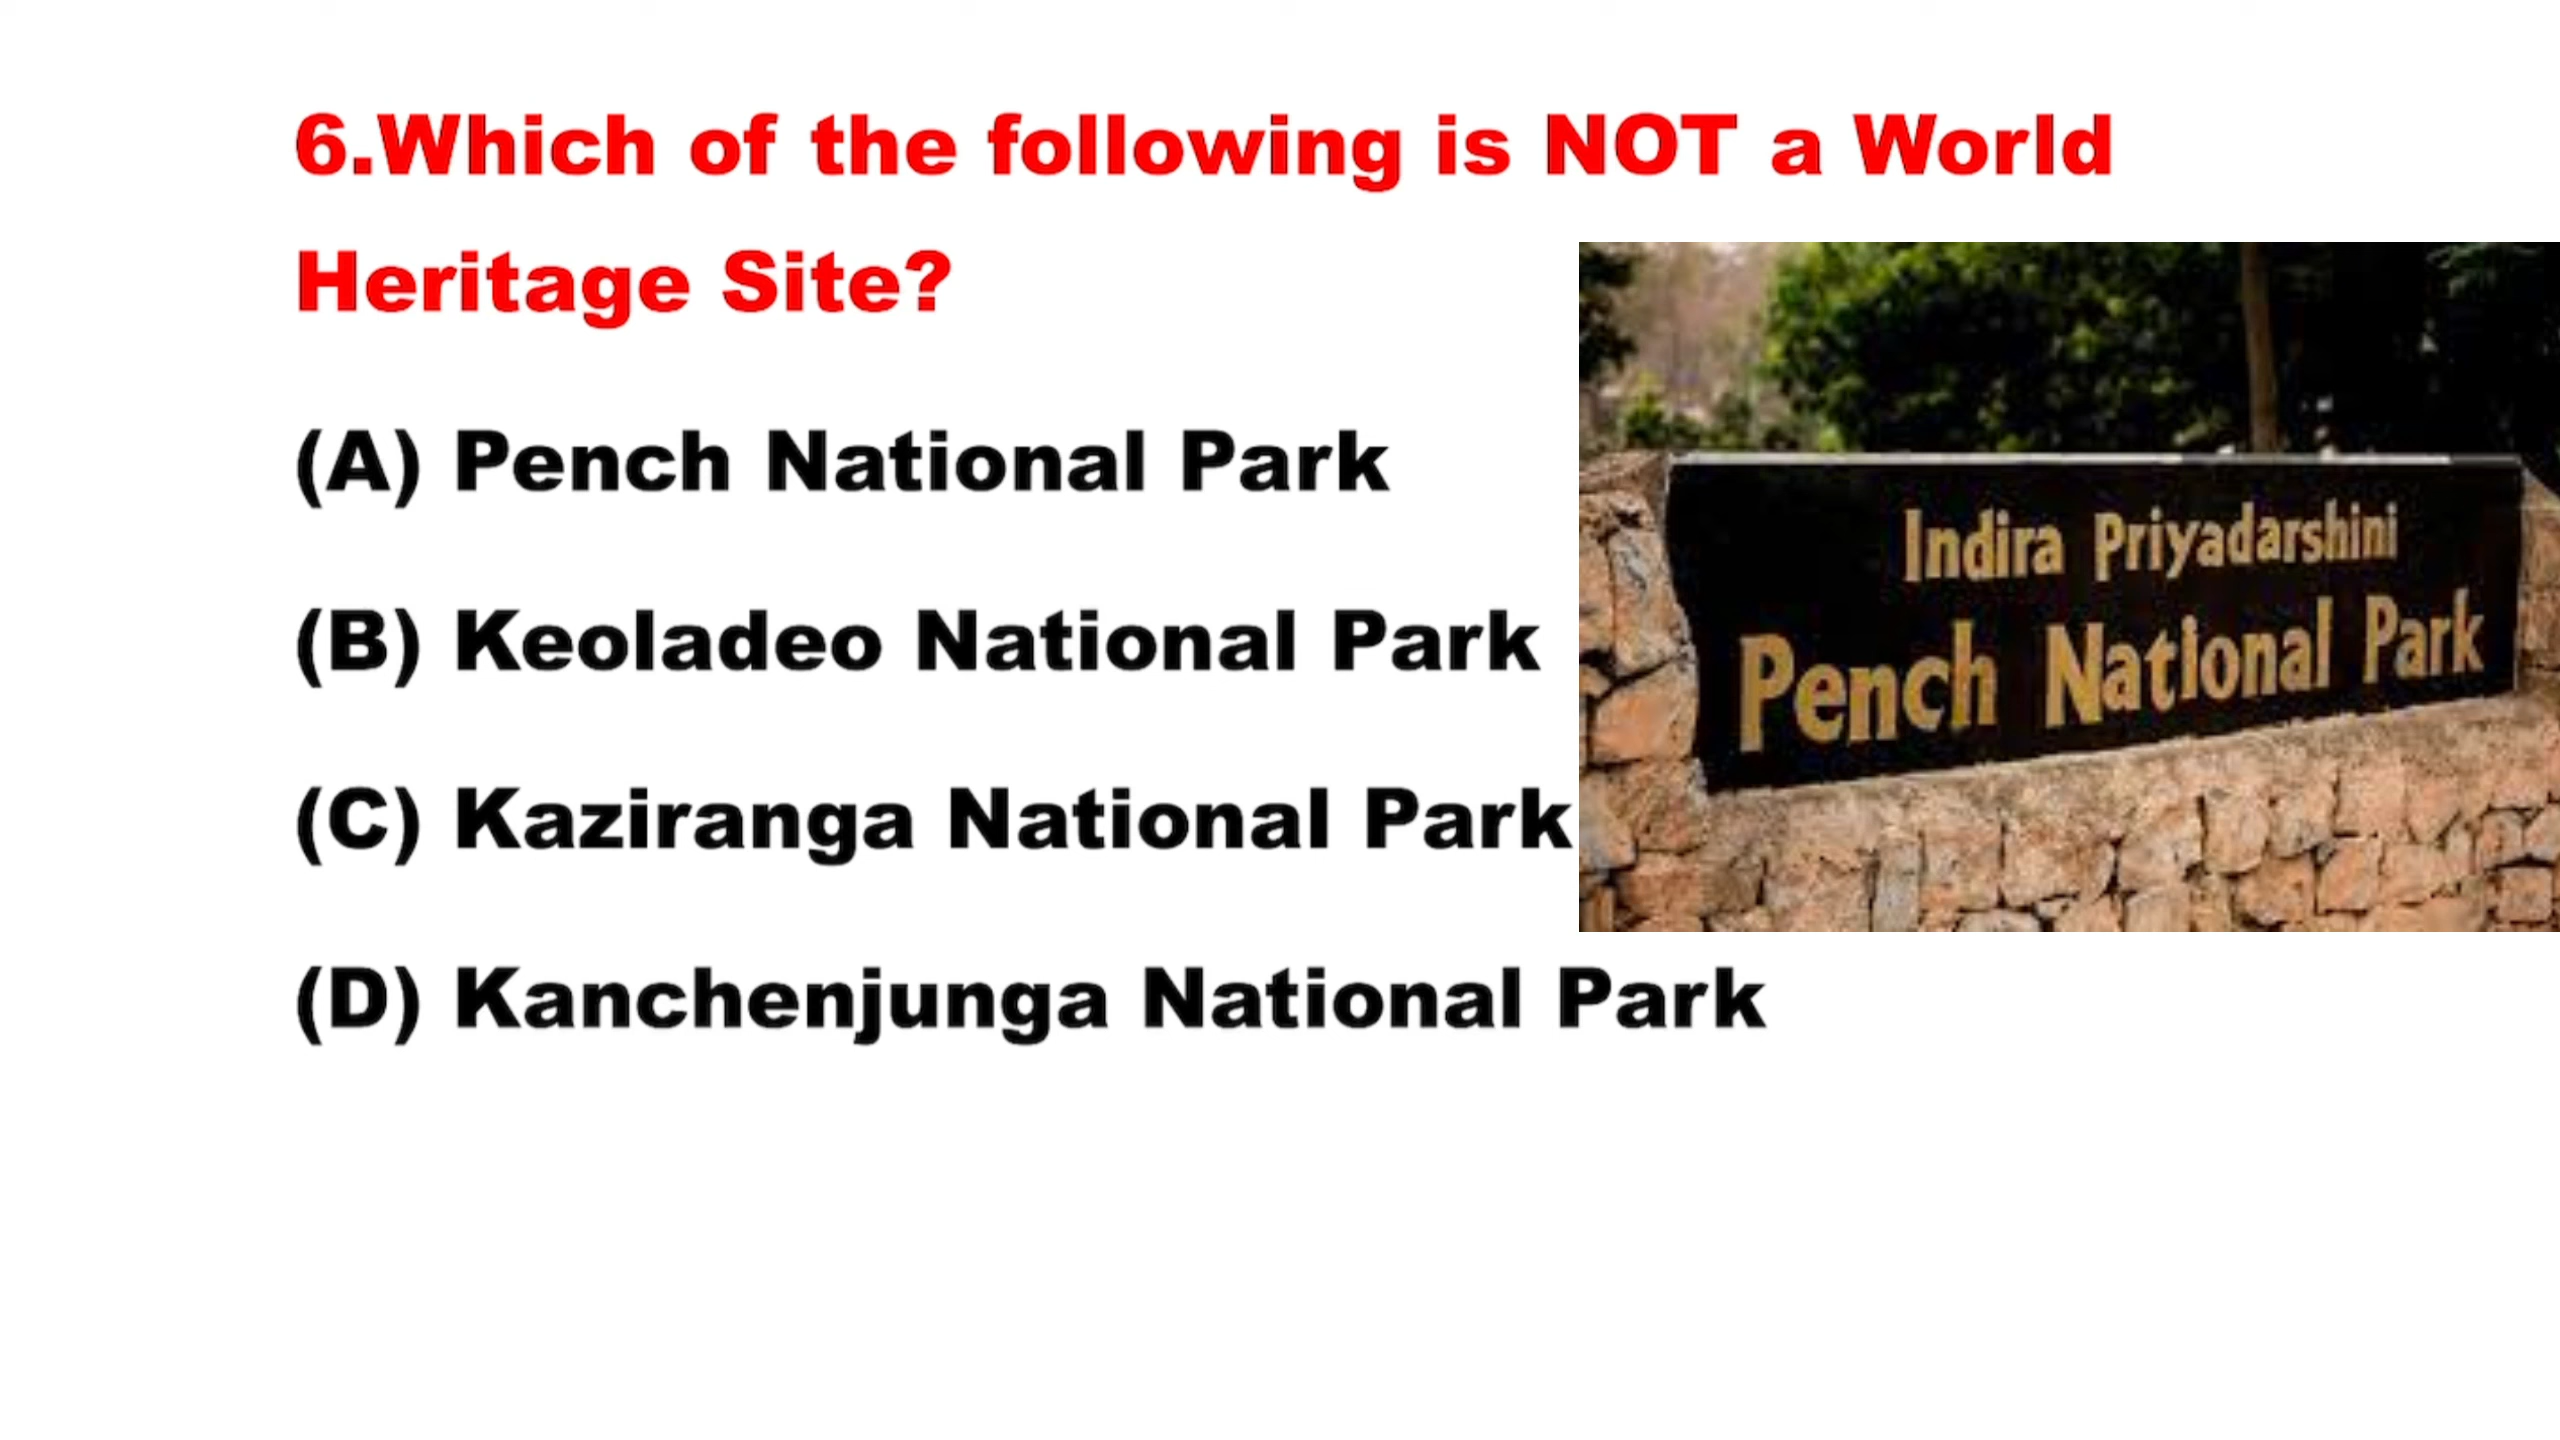 6.Which of the following is NOT a World
Heritage Site?
(A) Pench National Park
(B) Keoladeo National Park
(C) Kaziranga National Park
(D) Kanchenjunga National Park
Indira Priyadarshini
Pench National Park